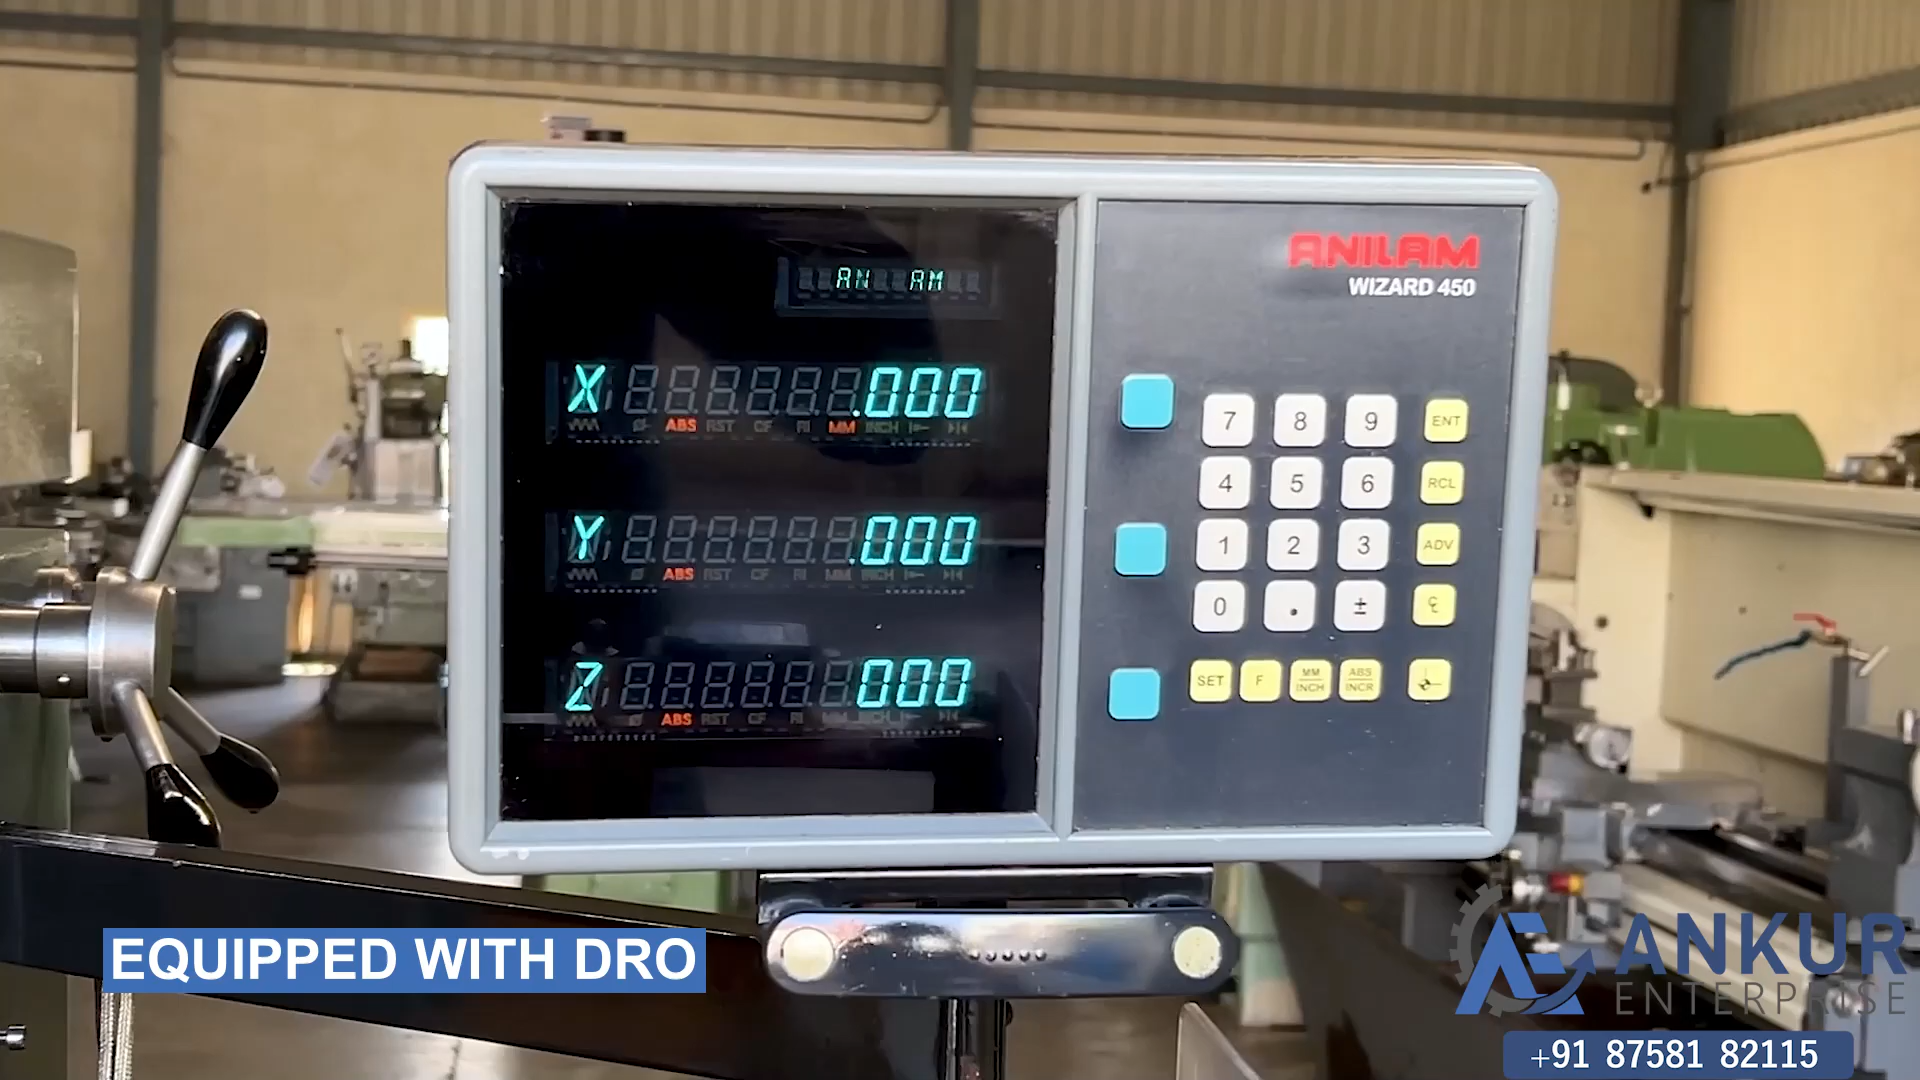 ANILAM
WIZARD 450
AN AM
X .000
ABS RST CF RI MM INCH
Y .000
ABS RST CF RI MM INCH
Z 000
ABS RST CF RI MM INCH
7 8 9 ENT
4 5 6 RCL
1 2 3 ADV
0 . ±
SET F MM INCH ABS INCR
EQUIPPED WITH DRO
ANKUR
ENTERPRISE
+91 87581 82115